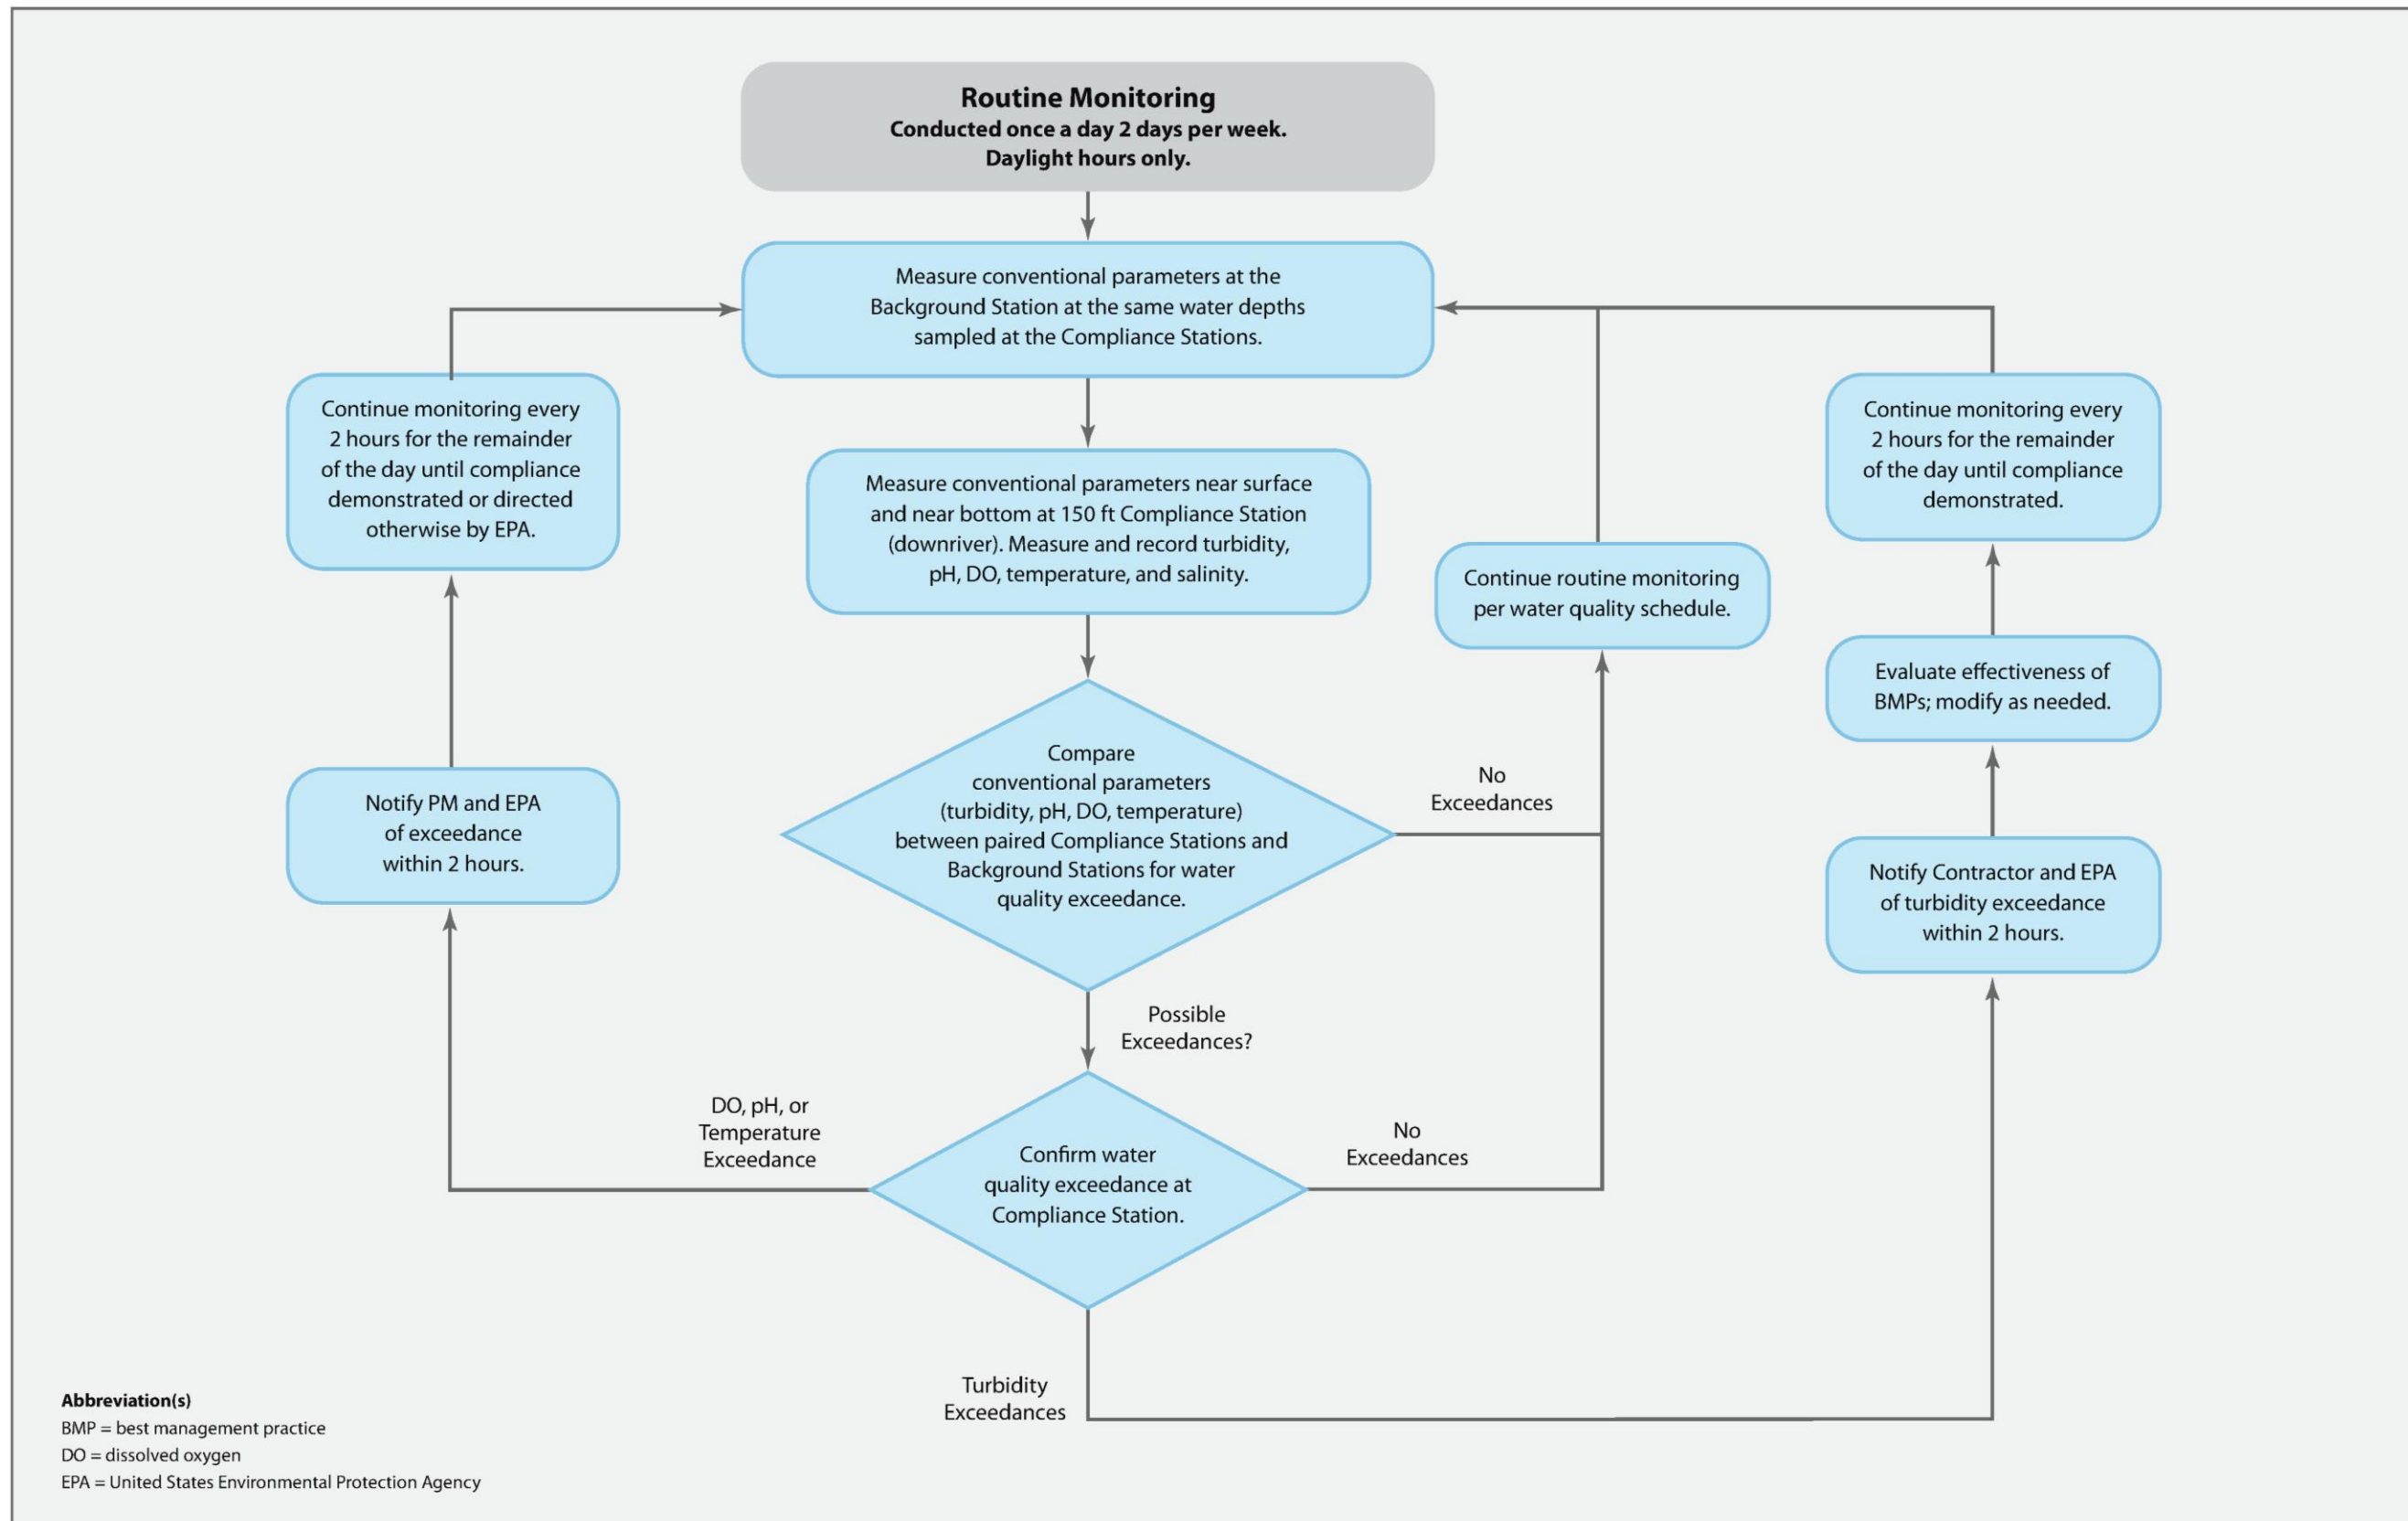 Routine Monitoring
Conducted once a day 2 days per week.
Daylight hours only.
Measure conventional parameters at the
Background Station at the same water depths
sampled at the Compliance Stations.
Continue monitoring every
2 hours for the remainder
of the day until compliance
demonstrated or directed
otherwise by EPA.
Measure conventional parameters near surface
and near bottom at 150 ft Compliance Station
(downriver). Measure and record turbidity,
pH, DO, temperature, and salinity.
Continue routine monitoring
per water quality schedule.
Continue monitoring every
2 hours for the remainder
of the day until compliance
demonstrated.
Evaluate effectiveness of
BMPs; modify as needed.
Notify PM and EPA
of exceedance
within 2 hours.
Compare
conventional parameters
(turbidity, pH, DO, temperature)
between paired Compliance Stations and
Background Stations for water
quality exceedance.
No
Exceedances
Notify Contractor and EPA
of turbidity exceedance
within 2 hours.
Possible
Exceedances?
DO, pH, or
Temperature
Exceedance
Confirm water
quality exceedance at
Compliance Station.
No
Exceedances
Turbidity
Exceedances
Abbreviation(s)
BMP = best management practice
DO = dissolved oxygen
EPA = United States Environmental Protection Agency